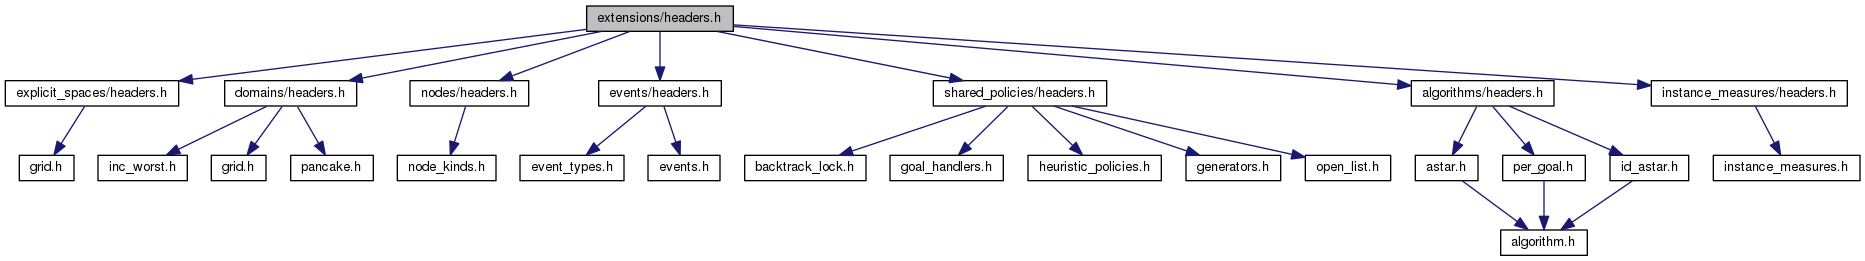 extensions/headers.h
explicit_spaces/headers.h
domains/headers.h
nodes/headers.h
events/headers.h
shared_policies/headers.h
algorithms/headers.h
instance_measures/headers.h
grid.h
inc_worst.h
grid.h
pancake.h
node_kinds.h
event_types.h
events.h
backtrack_lock.h
goal_handlers.h
heuristic_policies.h
generators.h
open_list.h
astar.h
per_goal.h
id_astar.h
instance_measures.h
algorithm.h